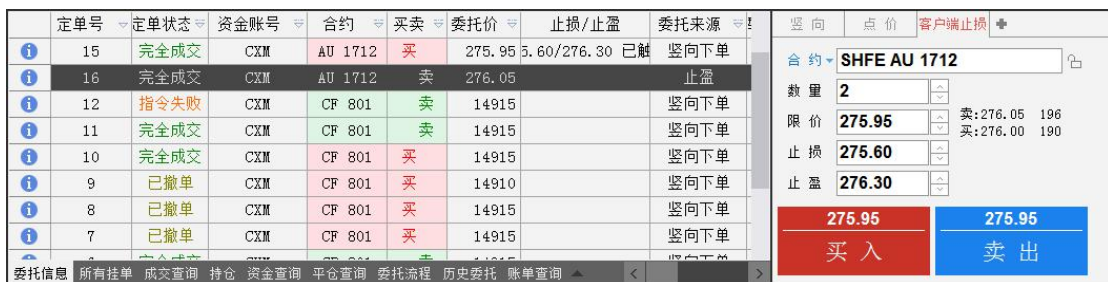 定单号 定单状态 资金账号 合约 买卖 委托价 止损/止盈 委托来源
15 完全成交 CXM AU 1712 买 275.95 5.60/276.30 已触 竖向下单
16 完全成交 CXM AU 1712 卖 276.05 止盈
12 指令失败 CXM CF 801 卖 14915 竖向下单
11 完全成交 CXM CF 801 卖 14915 竖向下单
10 完全成交 CXM CF 801 买 14915 竖向下单
9 已撤单 CXM CF 801 买 14910 竖向下单
8 已撤单 CXM CF 801 买 14915 竖向下单
7 已撤单 CXM CF 801 买 14915 竖向下单
委托信息 所有挂单 成交查询 持仓 资金查询 平仓查询 委托流程 历史委托 账单查询
竖向 点价 客户端止损
合约 SHFE AU 1712
数量 2
限价 275.95 卖:276.05 196
买:276.00 190
止损 275.60
止盈 276.30
275.95 275.95
买入 卖出